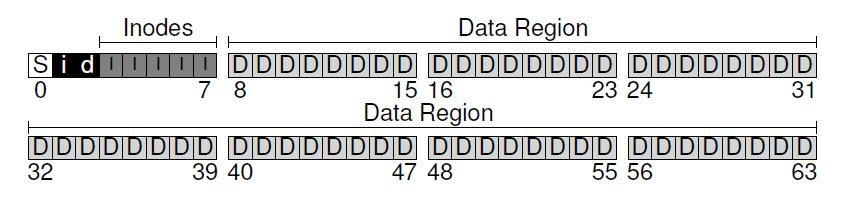 Inodes Data Region
S i d I I I I I D D D D D D D D D D D D D D D D D D D D D D D D
0 7 8 15 16 23 24 31
Data Region
D D D D D D D D D D D D D D D D D D D D D D D D D D D D D D D D
32 39 40 47 48 55 56 63